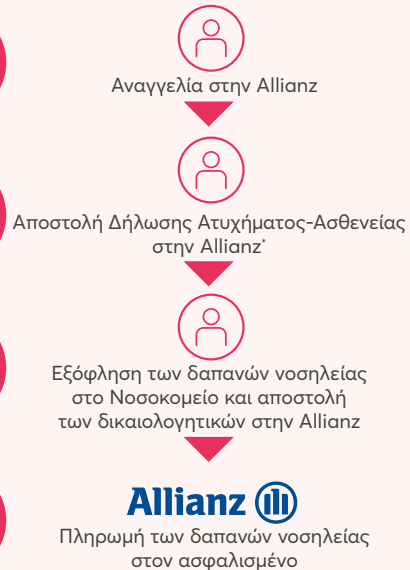 Αναγγελία στην Allianz
Αποστολή Δήλωσης Ατυχήματος-Ασθενείας
στην Allianz*
Εξόφληση των δαπανών νοσηλείας
στο Νοσοκομείο και αποστολή
των δικαιολογητικών στην Allianz
Allianz
Πληρωμή των δαπανών νοσηλείας
στον ασφαλισμένο